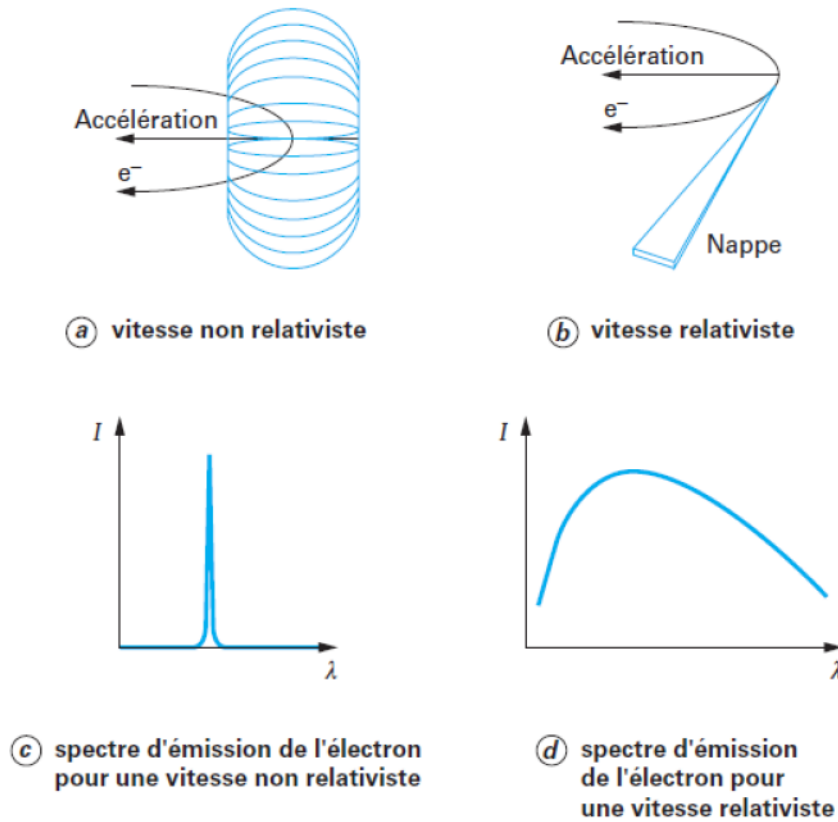 Accélération
e⁻
ⓐ vitesse non relativiste
Accélération
e⁻
Nappe
ⓑ vitesse relativiste
I
λ
ⓒ spectre d'émission de l'électron
pour une vitesse non relativiste
I
λ
ⓓ spectre d'émission
de l'électron pour
une vitesse relativiste